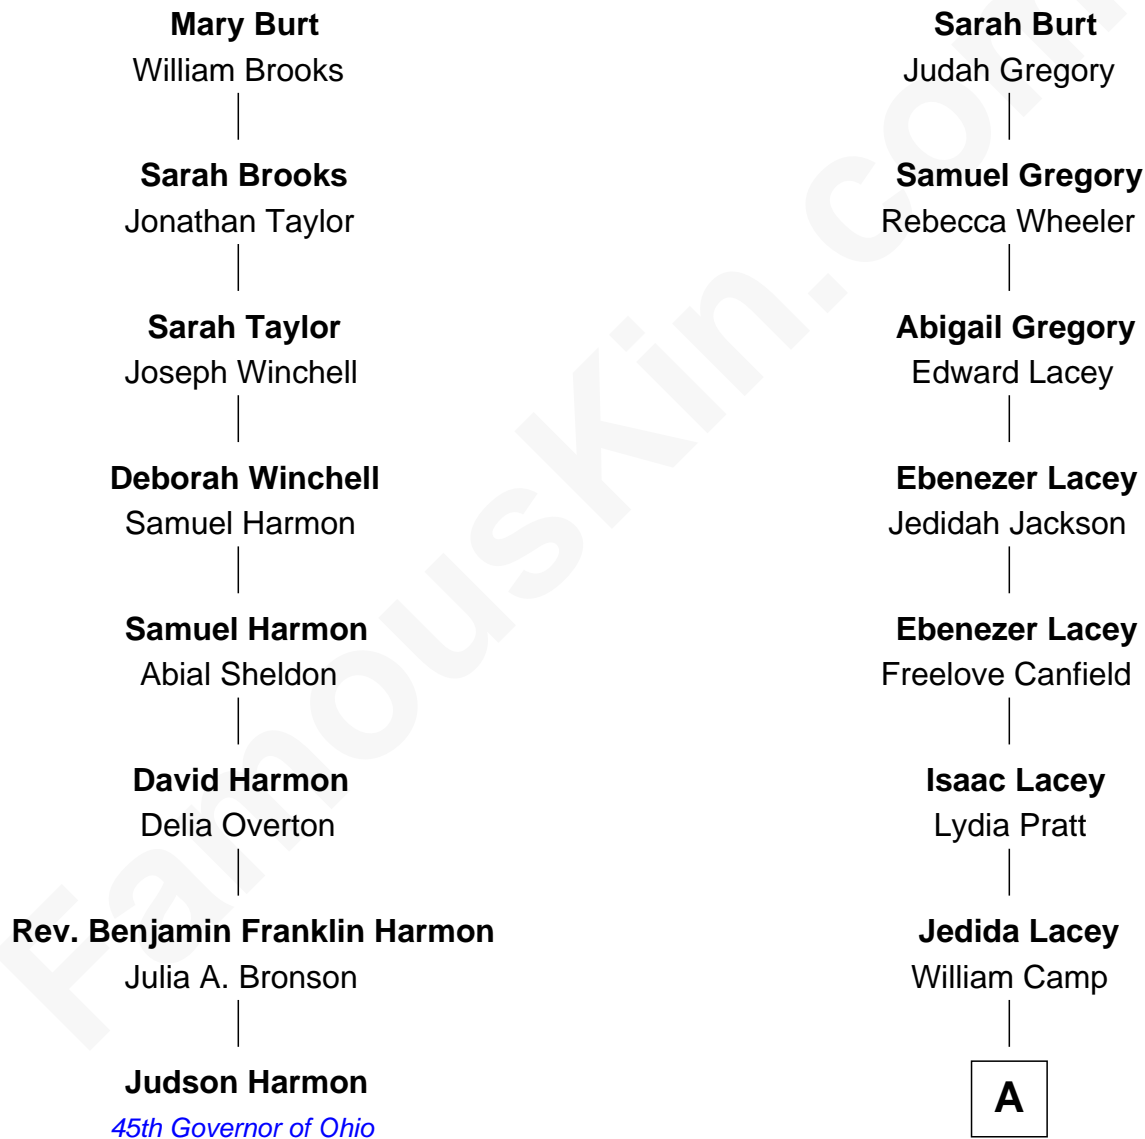 Mary Burt
William Brooks
Sarah Brooks
Jonathan Taylor
Sarah Taylor
Joseph Winchell
Deborah Winchell
Samuel Harmon
Samuel Harmon
Abial Sheldon
David Harmon
Delia Overton
Rev. Benjamin Franklin Harmon
Julia A. Bronson
Judson Harmon
45th Governor of Ohio
Sarah Burt
Judah Gregory
Samuel Gregory
Rebecca Wheeler
Abigail Gregory
Edward Lacey
Ebenezer Lacey
Jedidah Jackson
Ebenezer Lacey
Freelove Canfield
Isaac Lacey
Lydia Pratt
Jedida Lacey
William Camp
A
FamousKin.com